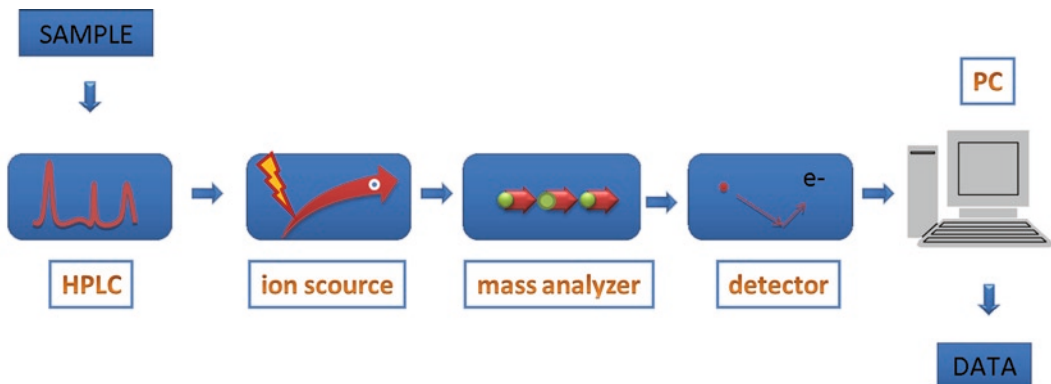 SAMPLE
PC
e-
HPLC
ion scource
mass analyzer
detector
DATA